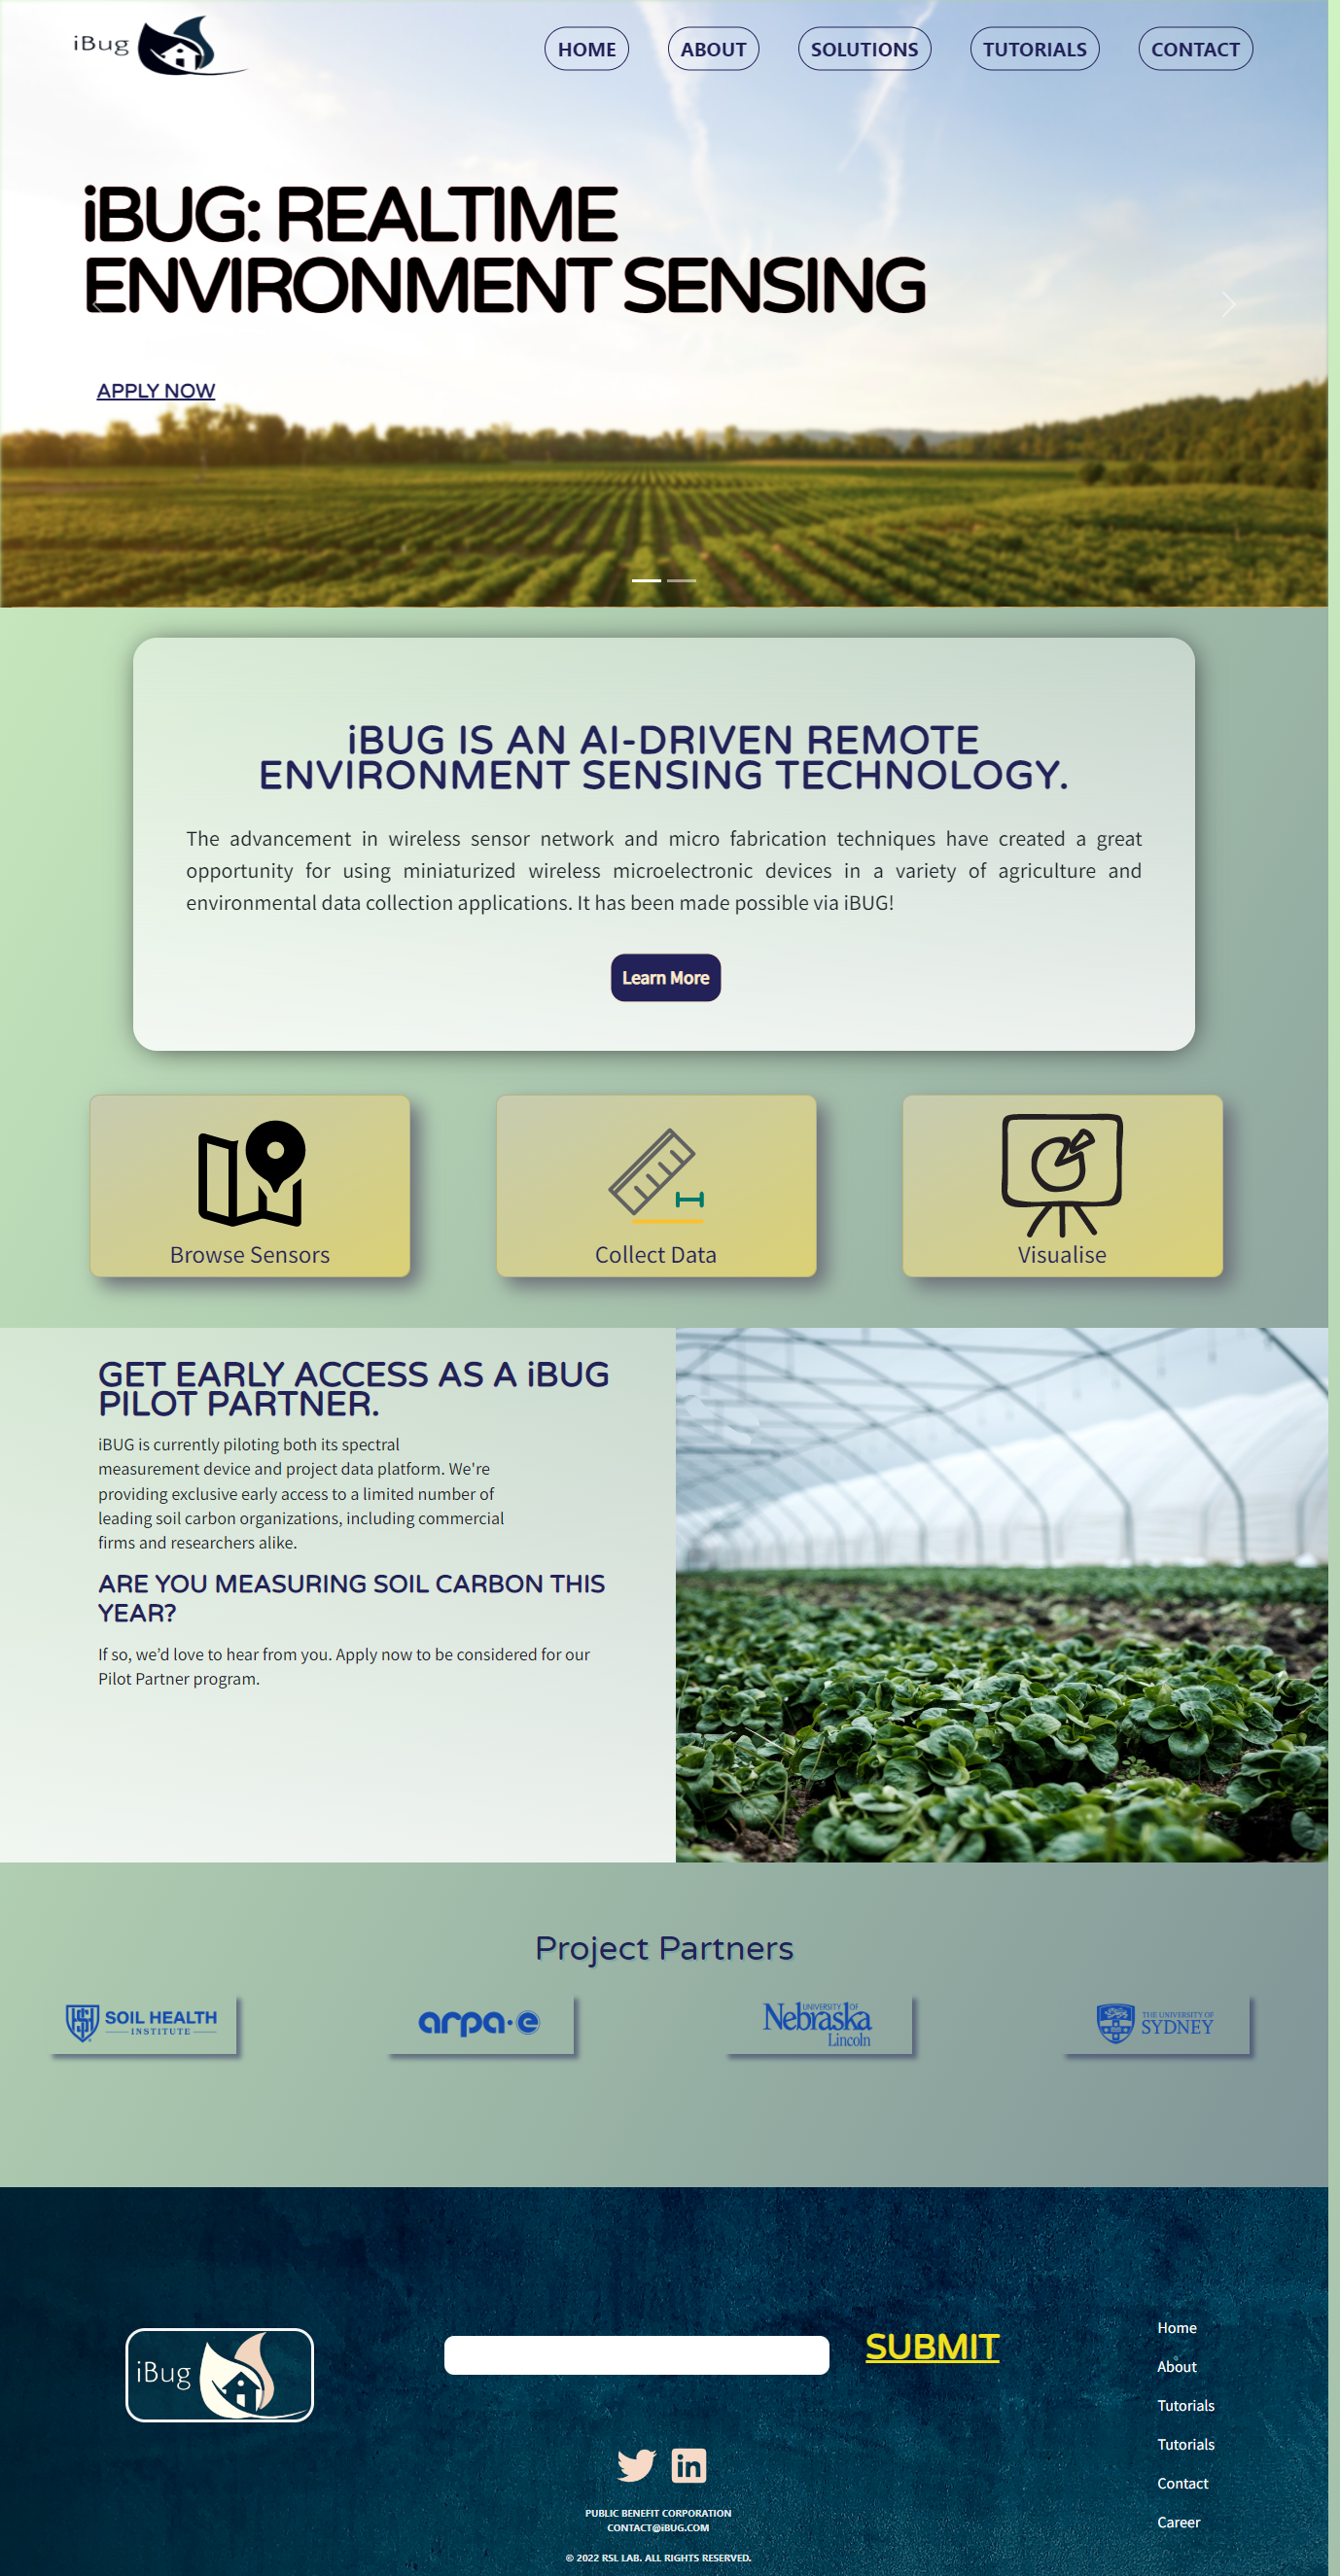 iBug
HOME
ABOUT
SOLUTIONS
TUTORIALS
CONTACT
iBUG: REALTIME
ENVIRONMENT SENSING
APPLY NOW
iBUG IS AN AI-DRIVEN REMOTE
ENVIRONMENT SENSING TECHNOLOGY.
The advancement in wireless sensor network and micro fabrication techniques have created a great
opportunity for using miniaturized wireless microelectronic devices in a variety of agriculture and
environmental data collection applications. It has been made possible via iBUG!
Learn More
Browse Sensors
Collect Data
Visualise
GET EARLY ACCESS AS A iBUG
PILOT PARTNER.
iBUG is currently piloting both its spectral
measurement device and project data platform. We're
providing exclusive early access to a limited number of
leading soil carbon organizations, including commercial
firms and researchers alike.
ARE YOU MEASURING SOIL CARBON THIS
YEAR?
If so, we’d love to hear from you. Apply now to be considered for our
Pilot Partner program.
Project Partners
SOIL HEALTH
INSTITUTE
arpa·e
UNIVERSITY OF
Nebraska
Lincoln
THE UNIVERSITY OF
SYDNEY
iBug
SUBMIT
Home
About
Tutorials
Tutorials
Contact
Career
in
PUBLIC BENEFIT CORPORATION
CONTACT@iBUG.COM
© 2022 RSL LAB. ALL RIGHTS RESERVED.